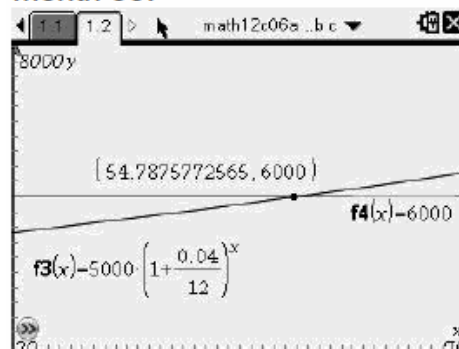 1.1 1.2 math12c06a ..b c
8000 y
(54.7875772565, 6000)
f4(x)=6000
f3(x)=5000·(1+0.04/12)^x
x